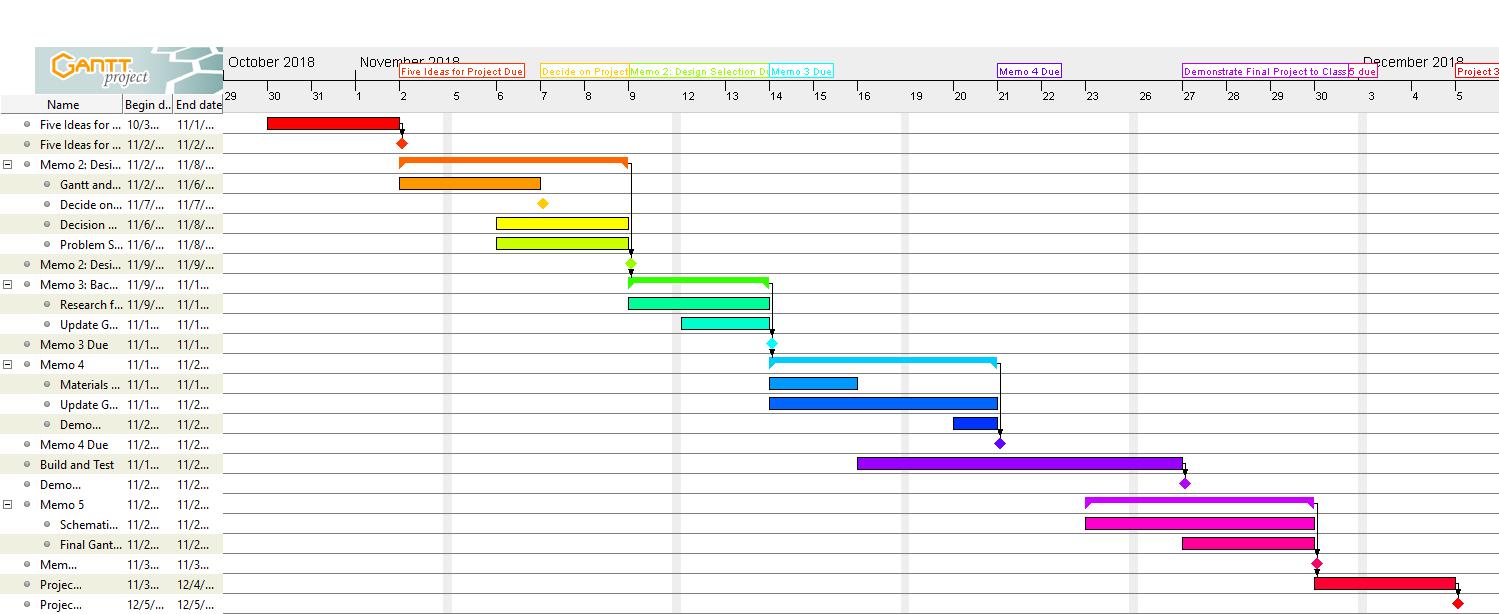 GANTT
project
October 2018
November 2018
December 2018
Five Ideas for Project Due
Decide on Project
Memo 2: Design Selection Du
Memo 3 Due
Memo 4 Due
Demonstrate Final Project to Class
5 due
Project 3
Name Begin d... End date
29 30 31 1 2 5 6 7 8 9 12 13 14 15 16 19 20 21 22 23 26 27 28 29 30 3 4 5
Five Ideas for ... 10/3... 11/1/...
Five Ideas for ... 11/2/... 11/2/...
Memo 2: Desi... 11/2/... 11/8/...
Gantt and... 11/2/... 11/6/...
Decide on... 11/7/... 11/7/...
Decision ... 11/6/... 11/8/...
Problem S... 11/6/... 11/8/...
Memo 2: Desi... 11/9/... 11/9/...
Memo 3: Bac... 11/9/... 11/1...
Research f... 11/9/... 11/1...
Update G... 11/1... 11/1...
Memo 3 Due 11/1... 11/1...
Memo 4 11/1... 11/2...
Materials ... 11/1... 11/1...
Update G... 11/1... 11/2...
Demo... 11/2... 11/2...
Memo 4 Due 11/2... 11/2...
Build and Test 11/1... 11/2...
Demo... 11/2... 11/2...
Memo 5 11/2... 11/2...
Schemati... 11/2... 11/2...
Final Gant... 11/2... 11/2...
Mem... 11/3... 11/3...
Projec... 11/3... 12/4/...
Projec... 12/5/... 12/5/...